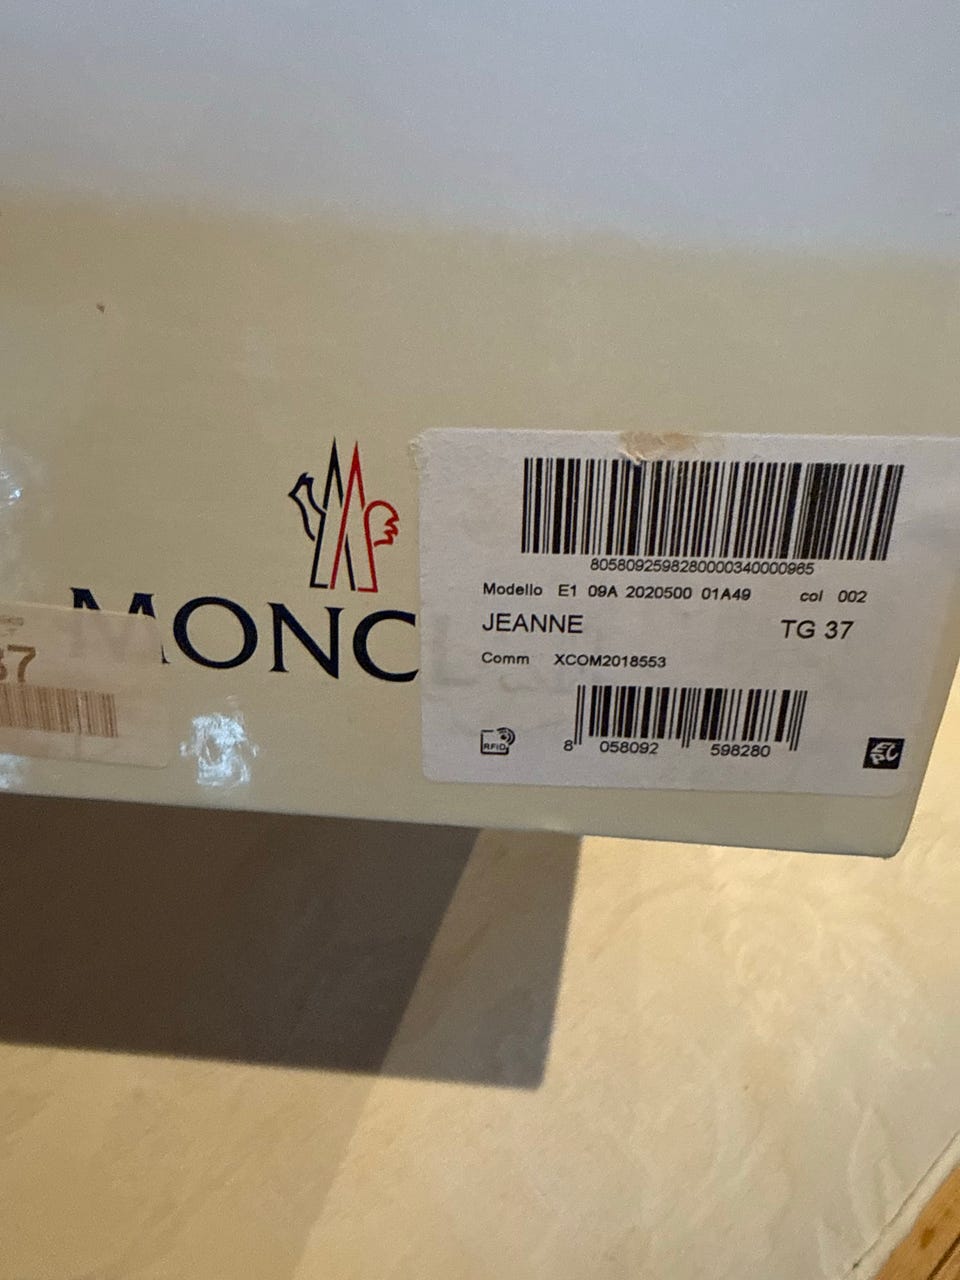 MONC
37
8058092598280000340000965
Modello E1 09A 2020500 01A49 col 002
JEANNE TG 37
Comm XCOM2018553
RFID
8 058092 598280
EPC